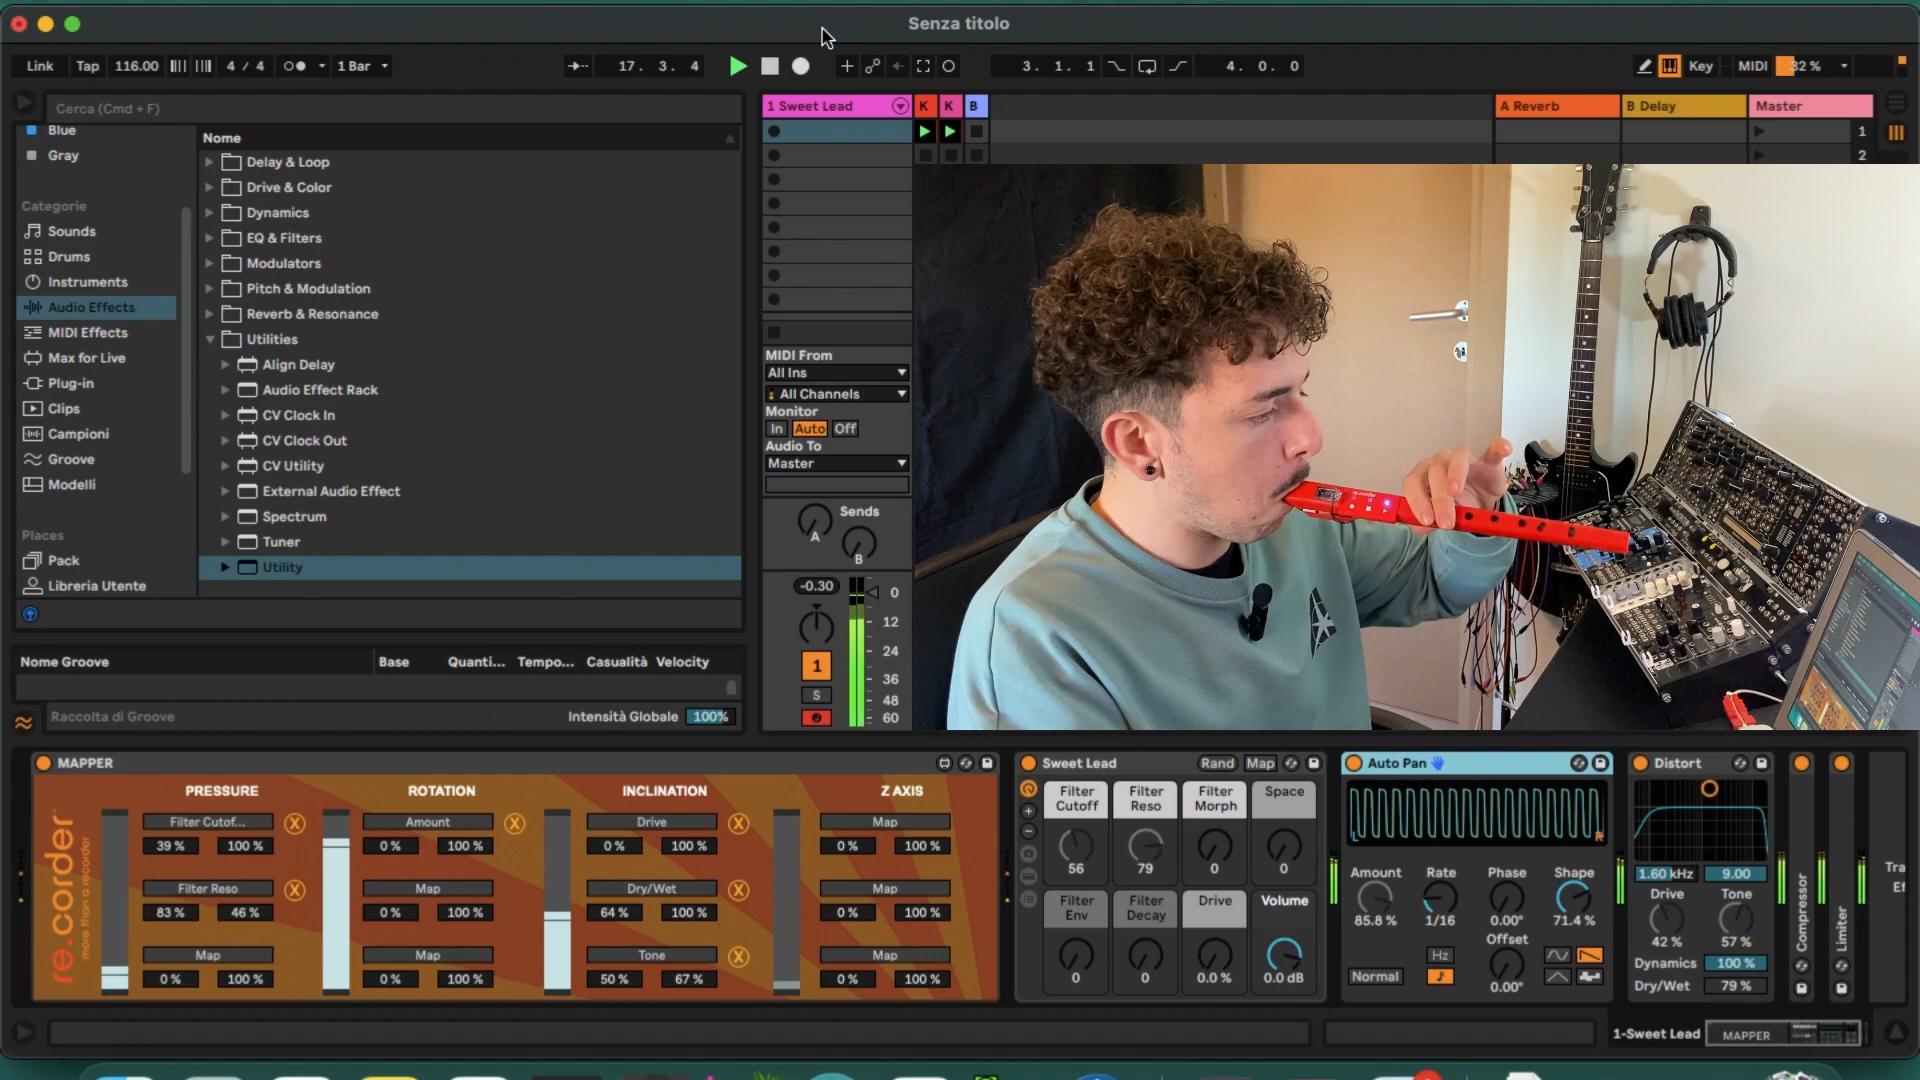 Senza titolo
Link Tap 116.00 4 / 4 1 Bar 17. 3. 4 3. 1. 1 4. 0. 0 Key MIDI 32 %
Cerca (Cmd + F)
Blue
Gray
Categorie
Sounds
Drums
Instruments
Audio Effects
MIDI Effects
Max for Live
Plug-in
Clips
Campioni
Groove
Modelli
Places
Pack
Libreria Utente
Nome
Delay & Loop
Drive & Color
Dynamics
EQ & Filters
Modulators
Pitch & Modulation
Reverb & Resonance
Utilities
Align Delay
Audio Effect Rack
CV Clock In
CV Clock Out
CV Utility
External Audio Effect
Spectrum
Tuner
Utility
Nome Groove Base Quanti... Tempo... Casualità Velocity
Raccolta di Groove Intensità Globale 100%
1 Sweet Lead K K B A Reverb B Delay Master
1
2
MIDI From
All Ins
All Channels
Monitor
In Auto Off
Audio To
Master
Sends
A
B
-0.30
0
12
24
36
48
60
1
S
re.corder
MAPPER
re.corder
more than a recorder
PRESSURE ROTATION INCLINATION Z AXIS
Filter Cutof... Amount Drive Map
39 % 100 % 0 % 100 % 0 % 100 % 0 % 100 %
Filter Reso Map Dry/Wet Map
83 % 46 % 0 % 100 % 64 % 100 % 0 % 100 %
Map Map Tone Map
0 % 100 % 0 % 100 % 50 % 67 % 0 % 100 %
Sweet Lead Rand Map
Filter Cutoff Filter Reso Filter Morph Space
56 79 0 0
Filter Env Filter Decay Drive Volume
0 0 0.0 % 0.0 dB
Auto Pan
L R
Amount Rate Phase Shape
85.8 % 1/16 0.00° 71.4 %
Offset
Hz
Normal
0.00°
Distort
1.60 kHz 9.00
Drive Tone
42 % 57 %
Dynamics 100 %
Dry/Wet 79 %
Compressor
Limiter
Tra
Ef
1-Sweet Lead MAPPER